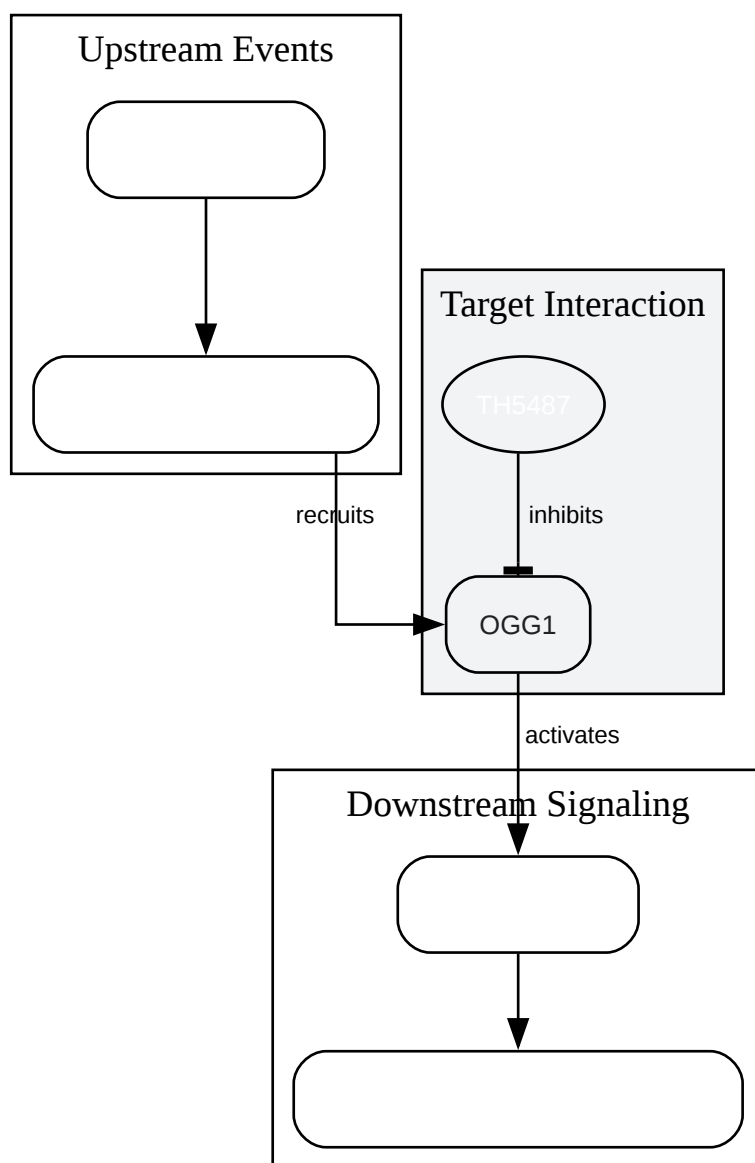 Upstream Events
Target Interaction
TH5487
recruits
inhibits
OGG1
activates
Downstream Signaling